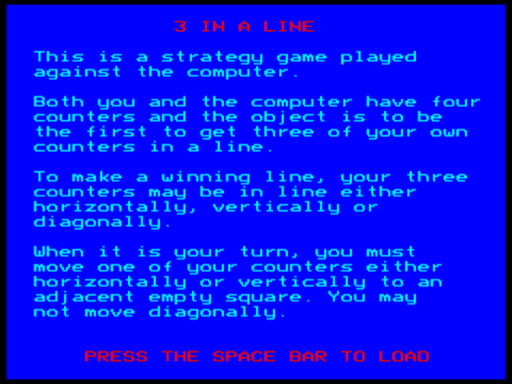 3 IN A LINE
This is a strategy game played
against the computer.
Both you and the computer have four
counters and the object is to be
the first to get three of your own
counters in a line.
To make a winning line, your three
counters may be in line either
horizontally, vertically or
diagonally.
When it is your turn, you must
move one of your counters either
horizontally or vertically to an
adjacent empty square. You may
not move diagonally.
PRESS THE SPACE BAR TO LOAD